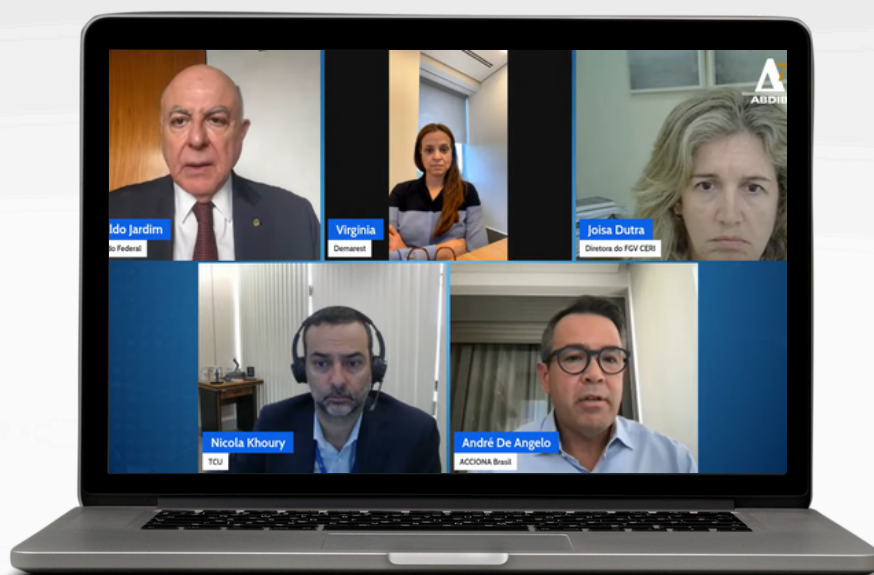 ABDIB
ldo Jardim
o Federal
Virginia
Demarest
Joisa Dutra
Diretora do FGV CERI
Nicola Khoury
TCU
André De Angelo
ACCIONA Brasil